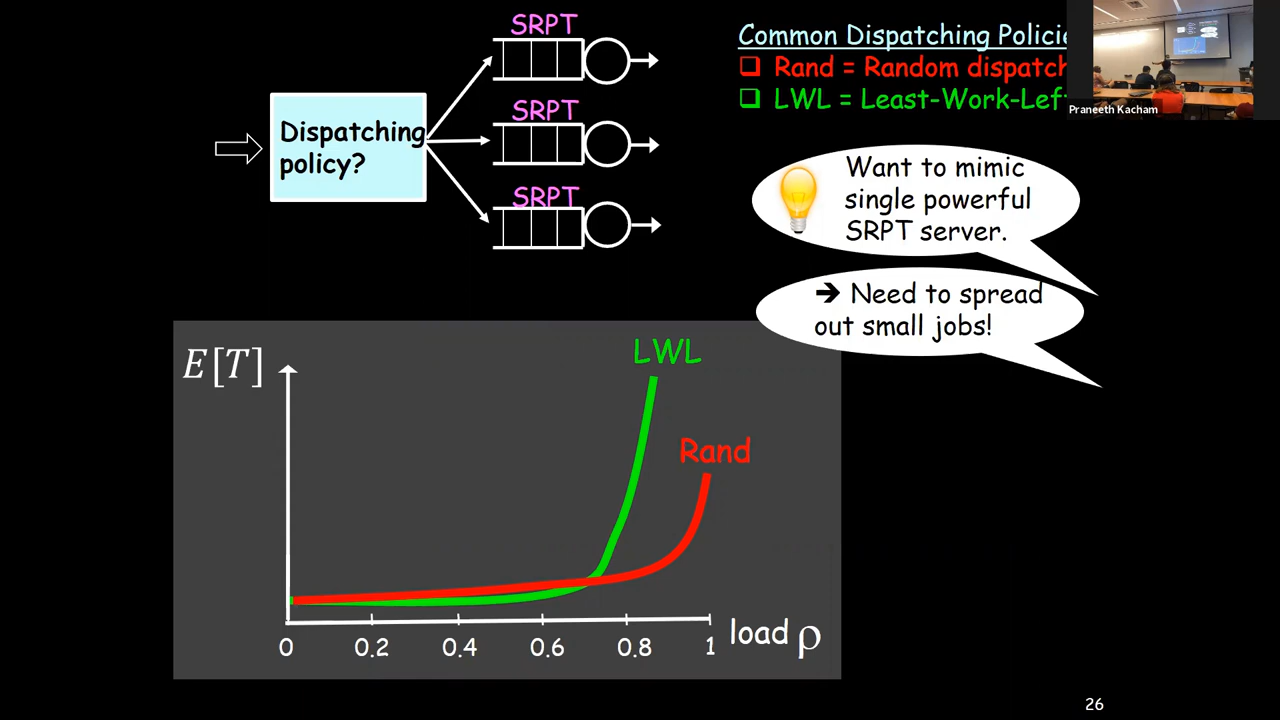 SRPT
SRPT
SRPT
Dispatching
policy?
Common Dispatching Policie
❑ Rand = Random dispatch
❑ LWL = Least-Work-Lef
Praneeth Kacham
Want to mimic
single powerful
SRPT server.
→ Need to spread
out small jobs!
E[T]
LWL
Rand
0 0.2 0.4 0.6 0.8 1
load ρ
26